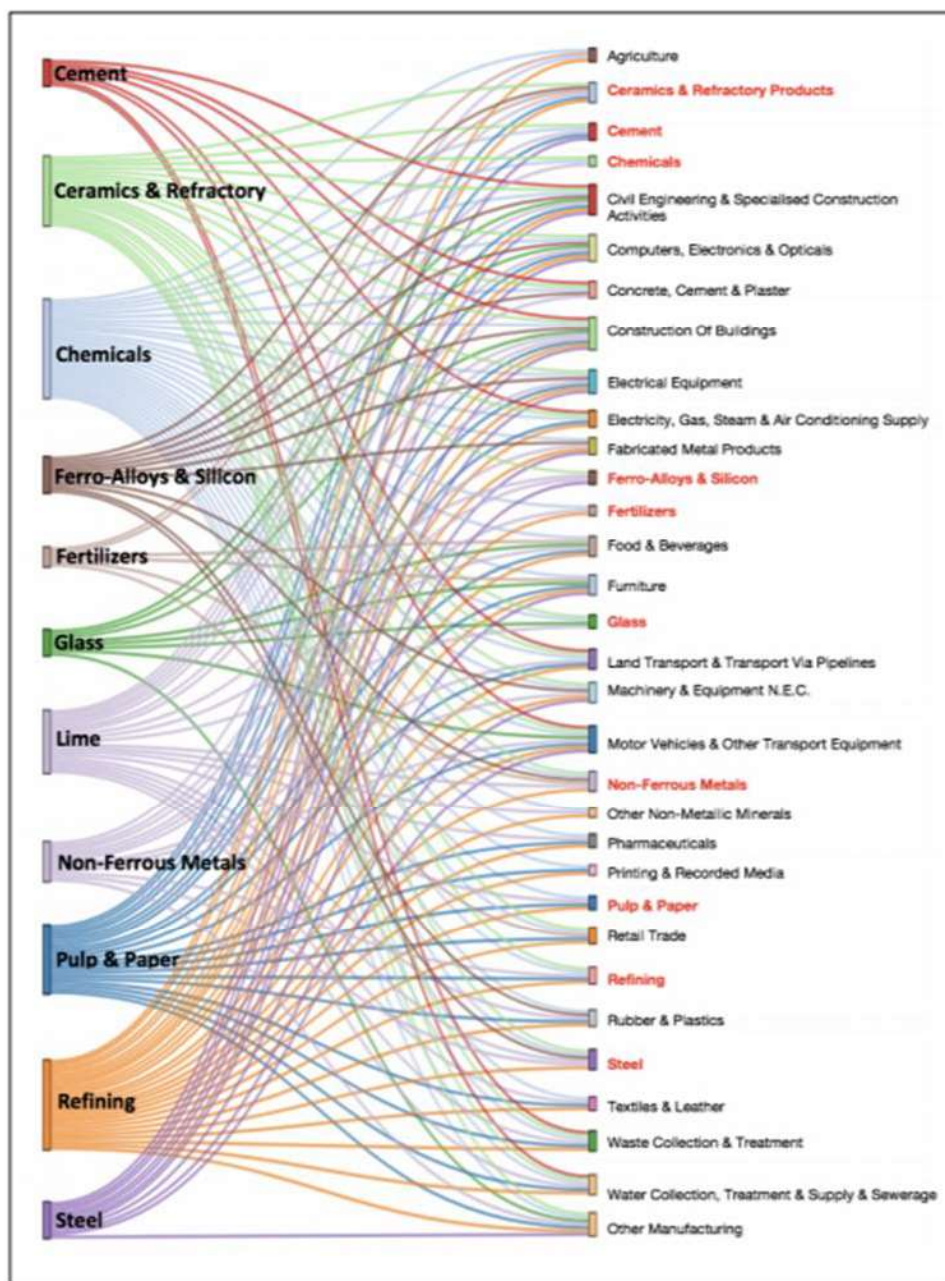 Cement
Ceramics & Refractory
Chemicals
Ferro-Alloys & Silicon
Fertilizers
Glass
Lime
Non-Ferrous Metals
Pulp & Paper
Refining
Steel
Agriculture
Ceramics & Refractory Products
Cement
Chemicals
Civil Engineering & Specialised Construction
Activities
Computers, Electronics & Opticals
Concrete, Cement & Plaster
Construction Of Buildings
Electrical Equipment
Electricity, Gas, Steam & Air Conditioning Supply
Fabricated Metal Products
Ferro-Alloys & Silicon
Fertilizers
Food & Beverages
Furniture
Glass
Land Transport & Transport Via Pipelines
Machinery & Equipment N.E.C.
Motor Vehicles & Other Transport Equipment
Non-Ferrous Metals
Other Non-Metallic Minerals
Pharmaceuticals
Printing & Recorded Media
Pulp & Paper
Retail Trade
Refining
Rubber & Plastics
Steel
Textiles & Leather
Waste Collection & Treatment
Water Collection, Treatment & Supply & Sewerage
Other Manufacturing